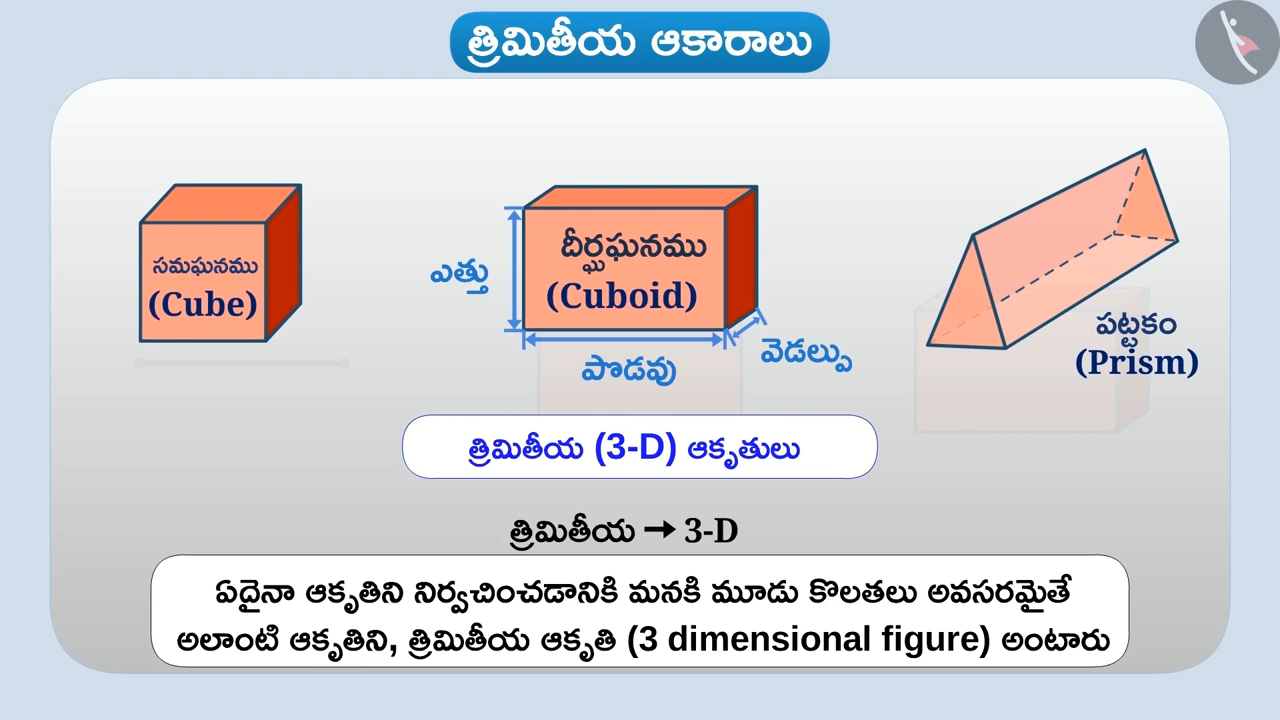 త్రిమితీయ ఆకారాలు
సమఘనము
(Cube)
దీర్ఘఘనము
(Cuboid)
ఎత్తు
పొడవు
వెడల్పు
పట్టకం
(Prism)
త్రిమితీయ (3-D) ఆకృతులు
త్రిమితీయ → 3-D
ఏదైనా ఆకృతిని నిర్వచించడానికి మనకి మూడు కొలతలు అవసరమైతే
అలాంటి ఆకృతిని, త్రిమితీయ ఆకృతి (3 dimensional figure) అంటారు